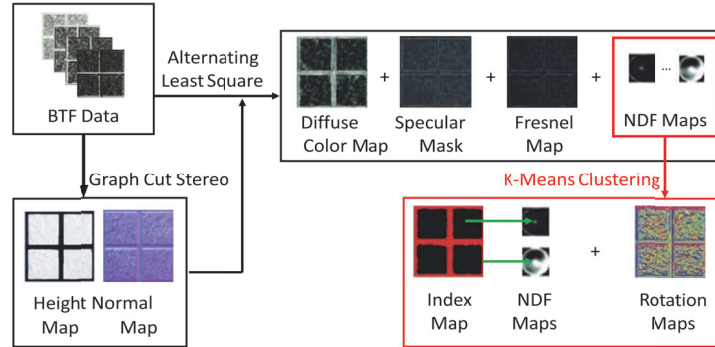 BTF Data
Alternating
Least Square
+ + +
...
Diffuse
Color Map
Specular
Mask
Fresnel
Map
NDF Maps
Graph Cut Stereo
K-Means Clustering
Height Map
Normal Map
+
Index
Map
NDF
Maps
Rotation
Maps